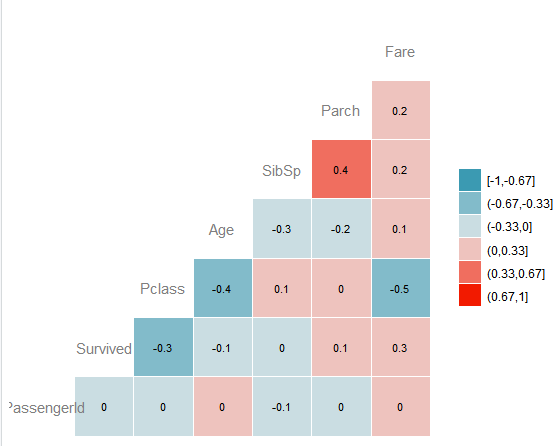 Fare
Parch 0.2
SibSp 0.4 0.2
Age -0.3 -0.2 0.1
Pclass -0.4 0.1 0 -0.5
Survived -0.3 -0.1 0 0.1 0.3
PassengerId 0 0 0 -0.1 0 0
[-1,-0.67]
(-0.67,-0.33]
(-0.33,0]
(0,0.33]
(0.33,0.67]
(0.67,1]